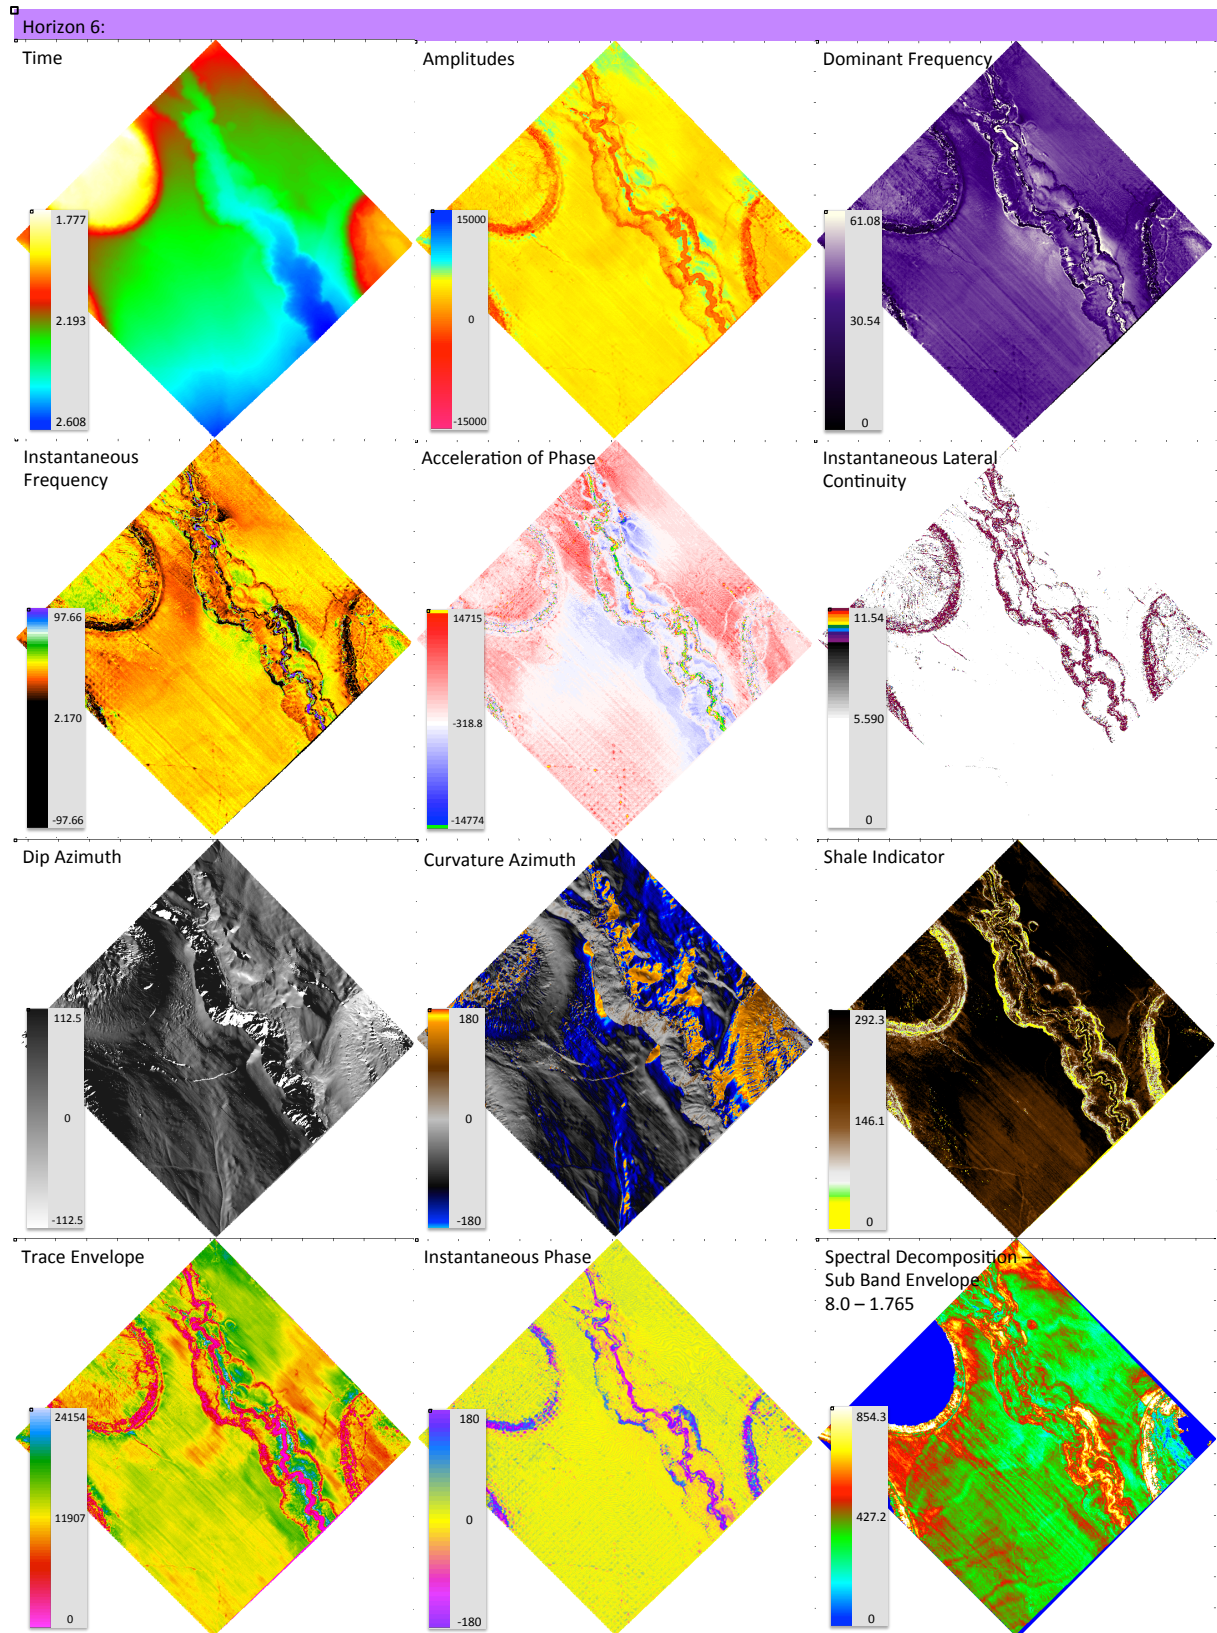 Horizon 6:
Time
1.777
2.193
2.608
Amplitudes
15000
0
-15000
Dominant Frequency
61.08
30.54
0
Instantaneous
Frequency
97.66
2.170
-97.66
Acceleration of Phase
14715
-318.8
-14774
Instantaneous Lateral
Continuity
11.54
5.590
0
Dip Azimuth
112.5
0
-112.5
Curvature Azimuth
180
0
-180
Shale Indicator
292.3
146.1
0
Trace Envelope
24154
11907
0
Instantaneous Phase
180
0
-180
Spectral Decomposition –
Sub Band Envelope
8.0 – 1.765
854.3
427.2
0